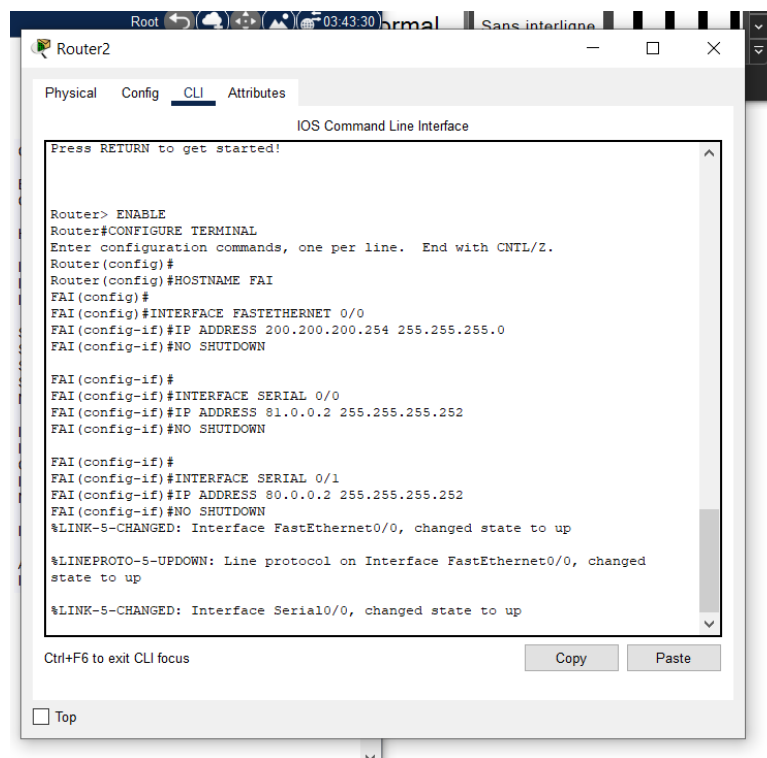 Root 03:43:30
ormal
Sans interligne
Router2
Physical Config CLI Attributes
IOS Command Line Interface
Press RETURN to get started!
Router> ENABLE
Router#CONFIGURE TERMINAL
Enter configuration commands, one per line.  End with CNTL/Z.
Router(config)#
Router(config)#HOSTNAME FAI
FAI(config)#
FAI(config)#INTERFACE FASTETHERNET 0/0
FAI(config-if)#IP ADDRESS 200.200.200.254 255.255.255.0
FAI(config-if)#NO SHUTDOWN
FAI(config-if)#
FAI(config-if)#INTERFACE SERIAL 0/0
FAI(config-if)#IP ADDRESS 81.0.0.2 255.255.255.252
FAI(config-if)#NO SHUTDOWN
FAI(config-if)#
FAI(config-if)#INTERFACE SERIAL 0/1
FAI(config-if)#IP ADDRESS 80.0.0.2 255.255.255.252
FAI(config-if)#NO SHUTDOWN
%LINK-5-CHANGED: Interface FastEthernet0/0, changed state to up
%LINEPROTO-5-UPDOWN: Line protocol on Interface FastEthernet0/0, changed
state to up
%LINK-5-CHANGED: Interface Serial0/0, changed state to up
Ctrl+F6 to exit CLI focus
Copy
Paste
Top